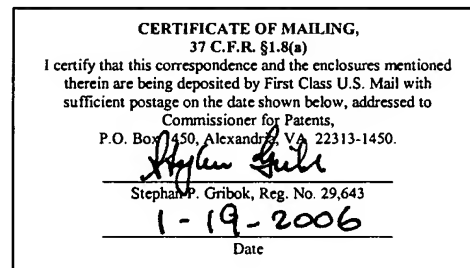 CERTIFICATE OF MAILING,
37 C.F.R. §1.8(a)
I certify that this correspondence and the enclosures mentioned
therein are being deposited by First Class U.S. Mail with
sufficient postage on the date shown below, addressed to
Commissioner for Patents,
P.O. Box 1450, Alexandria, VA 22313-1450.
Stephan P. Gribok
Stephan P. Gribok, Reg. No. 29,643
1-19-2006
Date